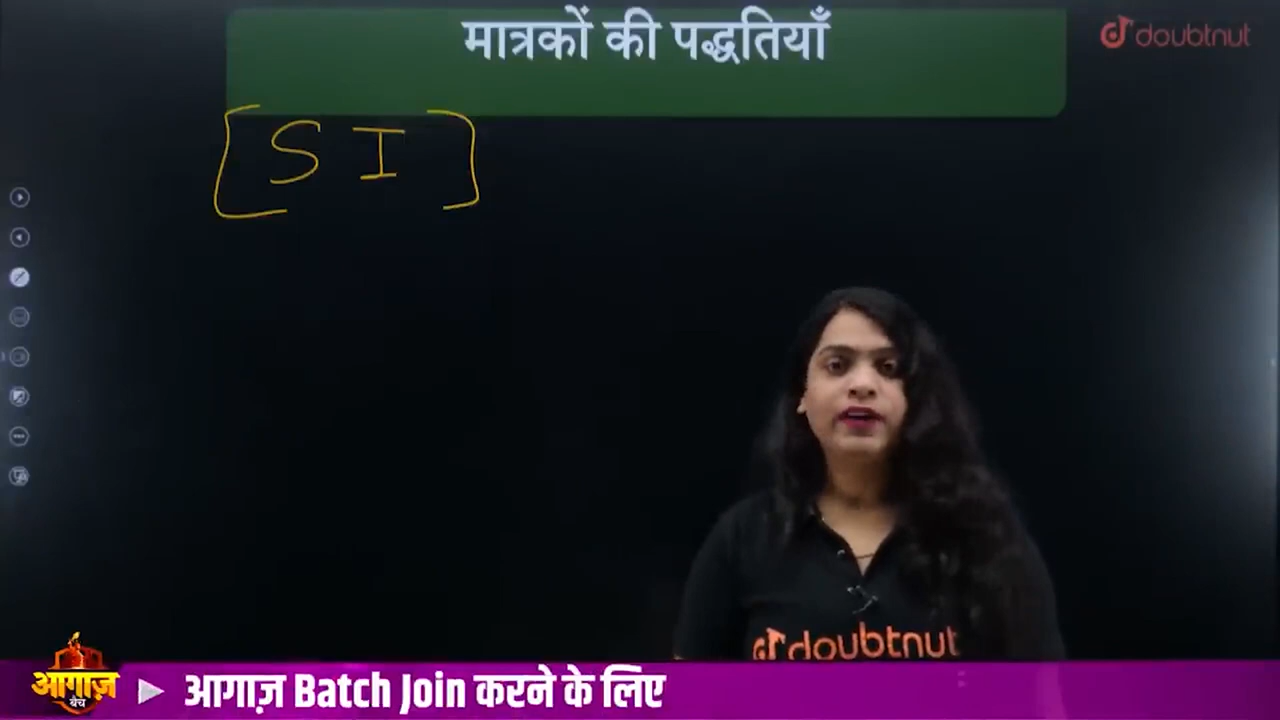 मात्रकों की पद्धतियाँ
doubtnut
[SI]
doubtnut
आगाज़
बैच
आगाज़ Batch Join करने के लिए